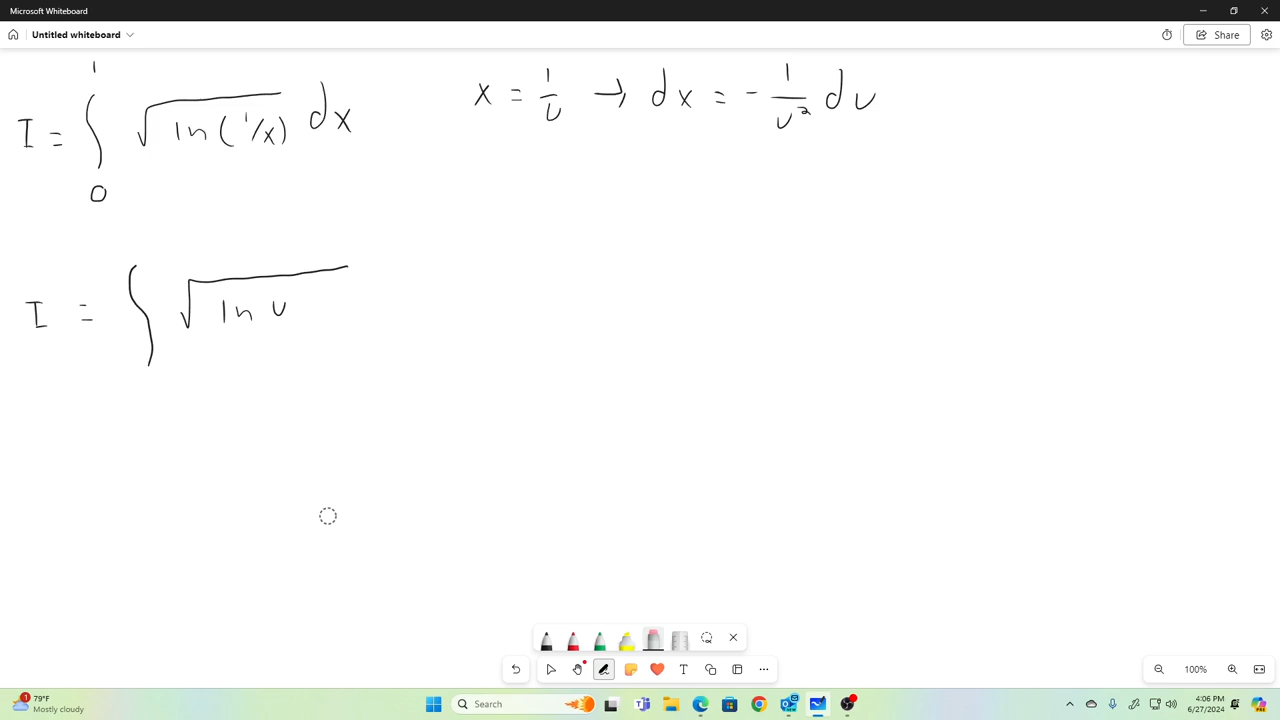 Microsoft Whiteboard
Untitled whiteboard
Share
I = ∫₀¹ √(ln(1/x)) dx
x = 1/u → dx = - 1/u² du
I = ∫ √(ln u)
100%
79°F
Mostly cloudy
1
Search
4:06 PM
6/27/2024